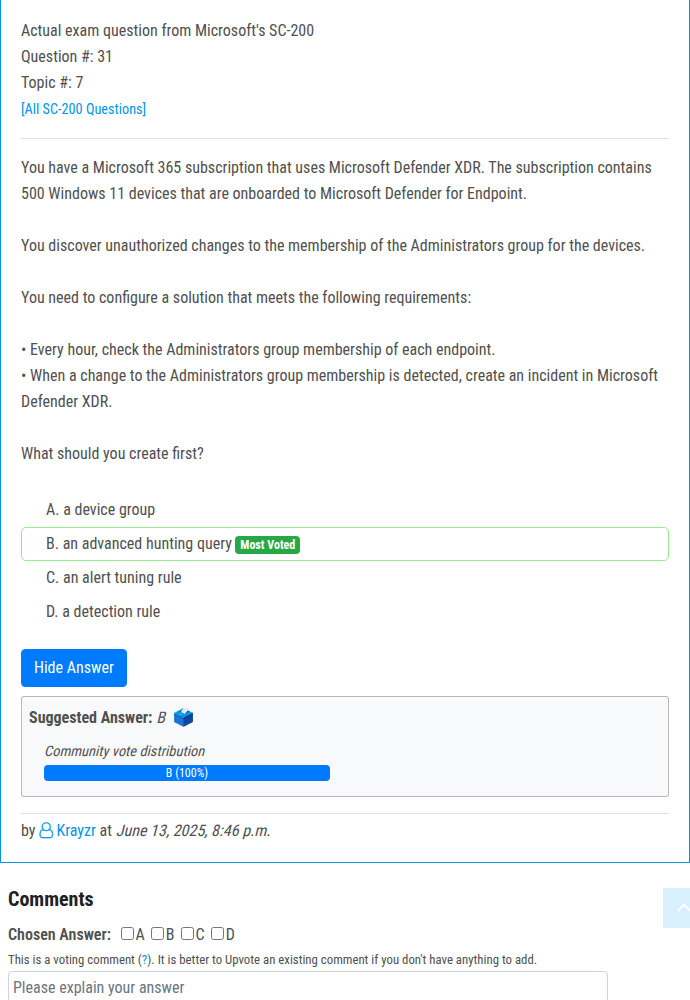 Actual exam question from Microsoft's SC-200
Question #: 31
Topic #: 7
[All SC-200 Questions]
You have a Microsoft 365 subscription that uses Microsoft Defender XDR. The subscription contains
500 Windows 11 devices that are onboarded to Microsoft Defender for Endpoint.
You discover unauthorized changes to the membership of the Administrators group for the devices.
You need to configure a solution that meets the following requirements:
• Every hour, check the Administrators group membership of each endpoint.
• When a change to the Administrators group membership is detected, create an incident in Microsoft
Defender XDR.
What should you create first?
A. a device group
B. an advanced hunting query Most Voted
C. an alert tuning rule
D. a detection rule
Hide Answer
Suggested Answer: B
Community vote distribution
B (100%)
by Krayzr at June 13, 2025, 8:46 p.m.
Comments
Chosen Answer: A B C D
This is a voting comment (?). It is better to Upvote an existing comment if you don't have anything to add.
Please explain your answer